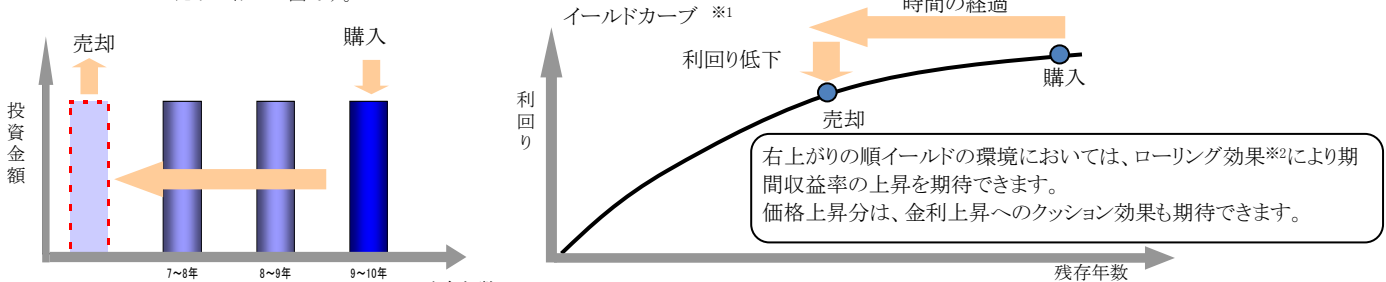 売却
購入
投資金額
7～8年
8～9年
9～10年
イールドカーブ ※1
時間の経過
利回り低下
利回り
購入
売却
右上がりの順イールドの環境においては、ローリング効果※2により期
間収益率の上昇を期待できます。
価格上昇分は、金利上昇へのクッション効果も期待できます。
残存年数